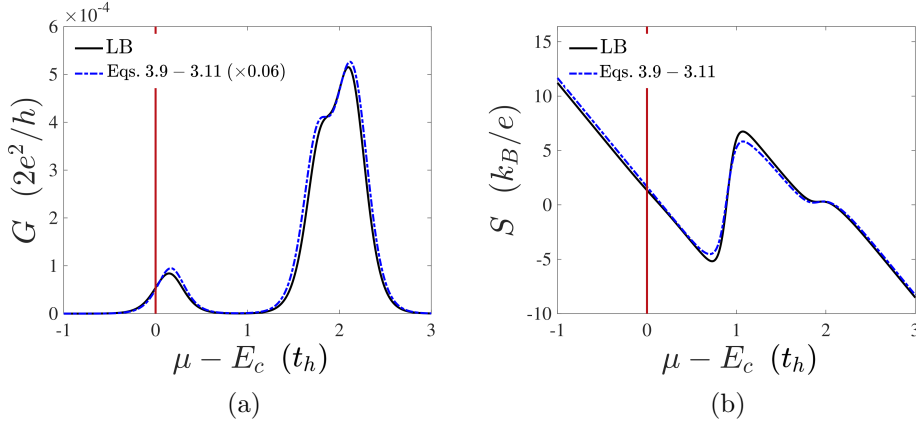 ×10⁻⁴
6
5
4
3
2
1
0
G (2e²/h)
LB
Eqs. 3.9 − 3.11 (×0.06)
-1 0 1 2 3
μ − E_c (t_h)
(a)
15
10
5
0
-5
-10
S (k_B/e)
LB
Eqs. 3.9 − 3.11
-1 0 1 2 3
μ − E_c (t_h)
(b)